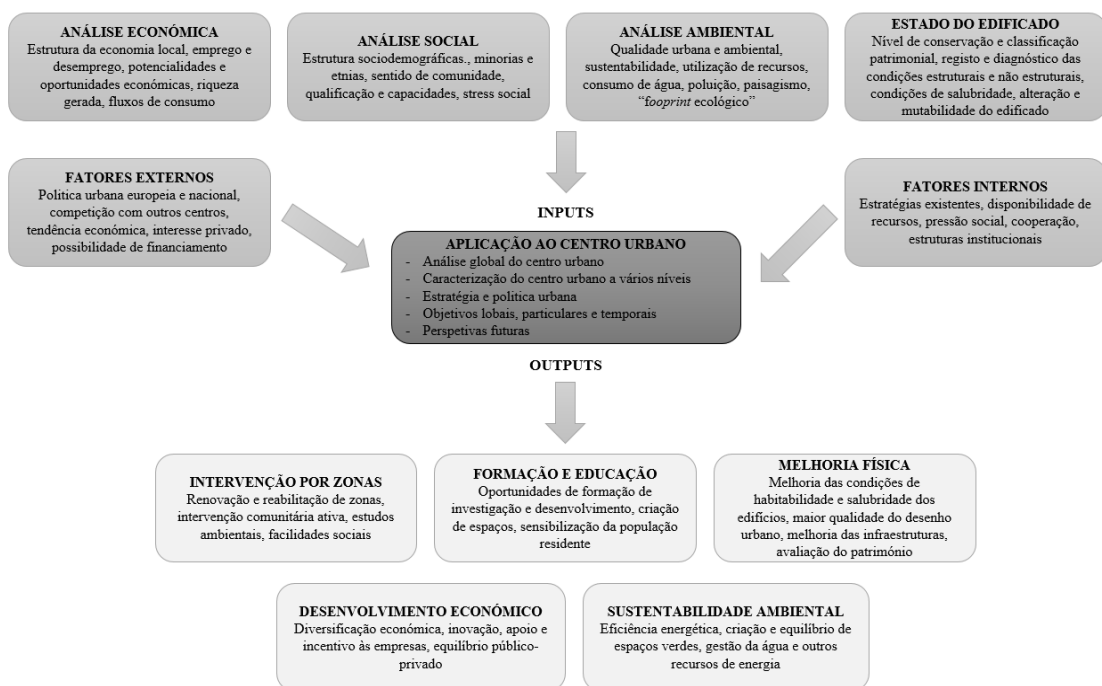 ANÁLISE ECONÓMICA
Estrutura da economia local, emprego e
desemprego, potencialidades e
oportunidades económicas, riqueza
gerada, fluxos de consumo
ANÁLISE SOCIAL
Estrutura sociodemográficas., minorias e
etnias, sentido de comunidade,
qualificação e capacidades, stress social
ANÁLISE AMBIENTAL
Qualidade urbana e ambiental,
sustentabilidade, utilização de recursos,
consumo de água, poluição, paisagismo,
“fooprint ecológico”
ESTADO DO EDIFICADO
Nível de conservação e classificação
patrimonial, registo e diagnóstico das
condições estruturais e não estruturais,
condições de salubridade, alteração e
mutabilidade do edificado
FATORES EXTERNOS
Politica urbana europeia e nacional,
competição com outros centros,
tendência económica, interesse privado,
possibilidade de financiamento
FATORES INTERNOS
Estratégias existentes, disponibilidade de
recursos, pressão social, cooperação,
estruturas institucionais
INPUTS
APLICAÇÃO AO CENTRO URBANO
- Análise global do centro urbano
- Caracterização do centro urbano a vários níveis
- Estratégia e politica urbana
- Objetivos lobais, particulares e temporais
- Perspetivas futuras
OUTPUTS
INTERVENÇÃO POR ZONAS
Renovação e reabilitação de zonas,
intervenção comunitária ativa, estudos
ambientais, facilidades sociais
FORMAÇÃO E EDUCAÇÃO
Oportunidades de formação de
investigação e desenvolvimento, criação
de espaços, sensibilização da população
residente
MELHORIA FÍSICA
Melhoria das condições de
habitabilidade e salubridade dos
edifícios, maior qualidade do desenho
urbano, melhoria das infraestruturas,
avaliação do património
DESENVOLVIMENTO ECONÓMICO
Diversificação económica, inovação, apoio e
incentivo às empresas, equilíbrio público-
privado
SUSTENTABILIDADE AMBIENTAL
Eficiência energética, criação e equilíbrio de
espaços verdes, gestão da água e outros
recursos de energia